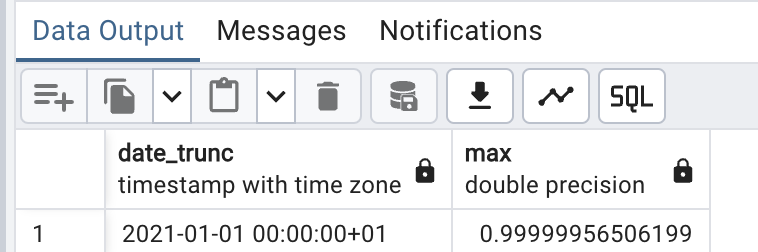 Data Output Messages Notifications
SQL
date_trunc max
timestamp with time zone double precision
1 2021-01-01 00:00:00+01 0.99999956506199